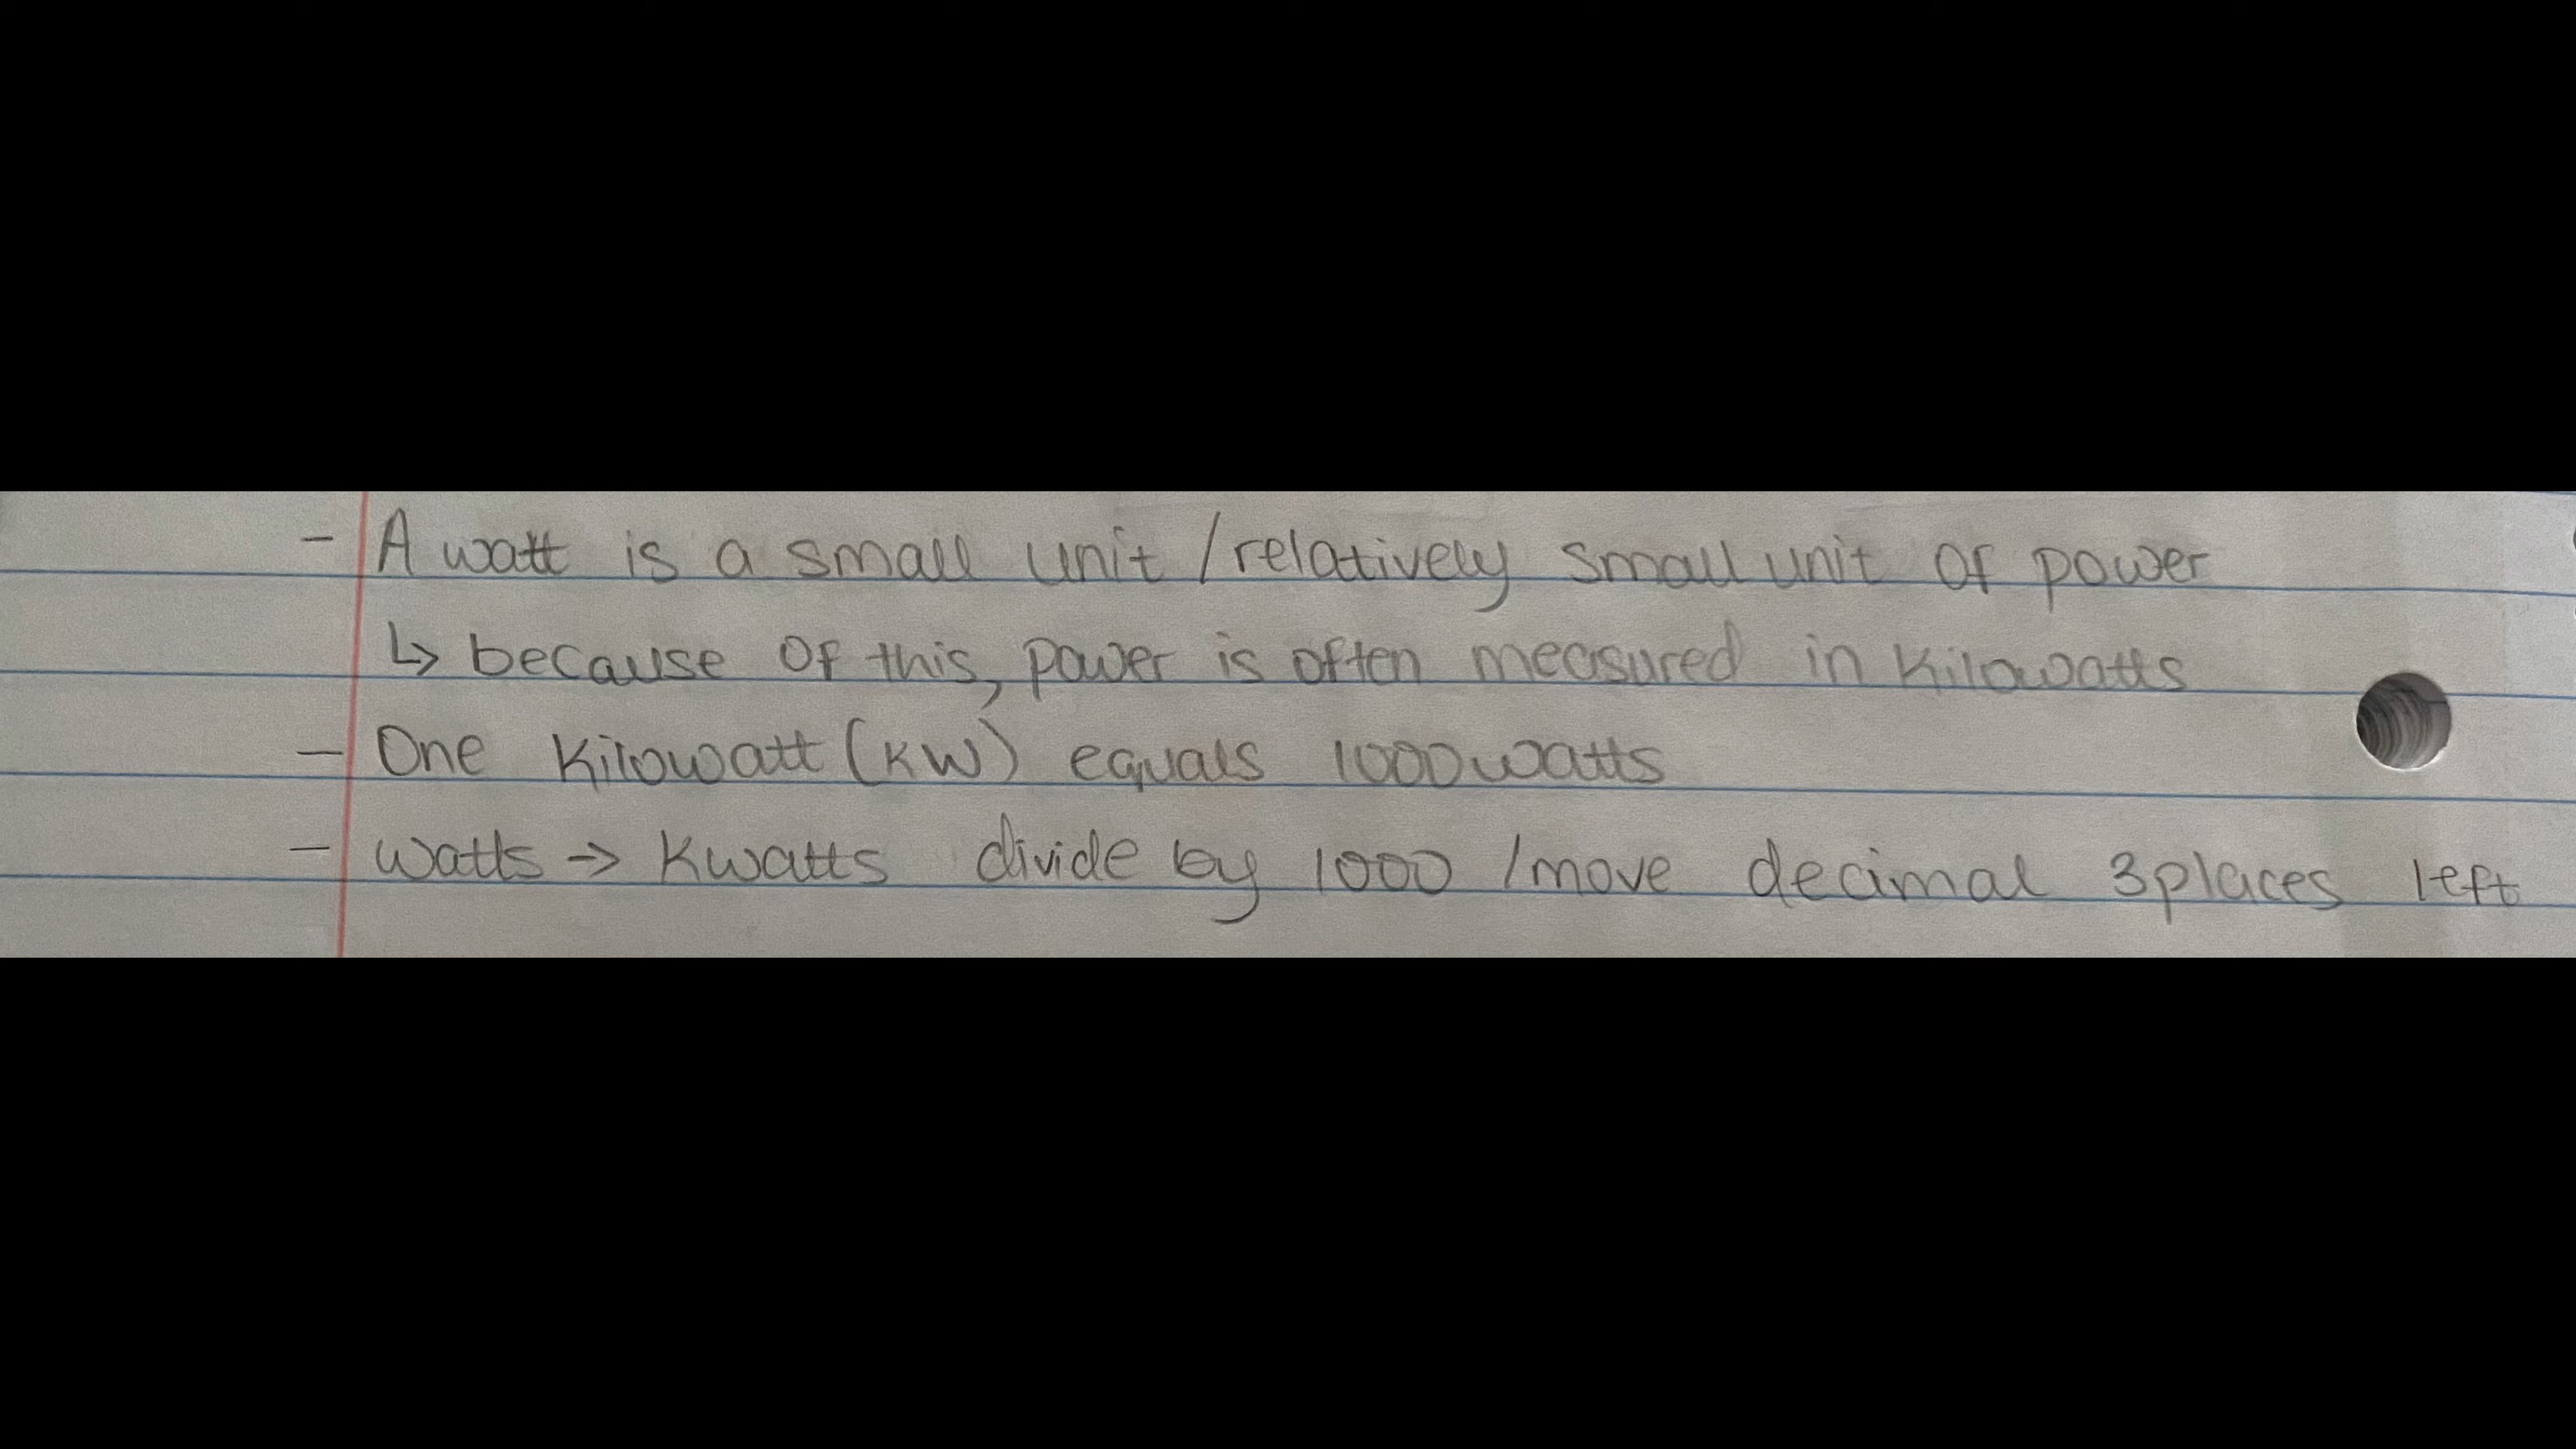 - A watt is a small unit / relatively small unit of power
↳ because of this, power is often measured in kilowatts
- One kilowatt (KW) equals 1000 watts
- watts → Kwatts divide by 1000 / move decimal 3 places left